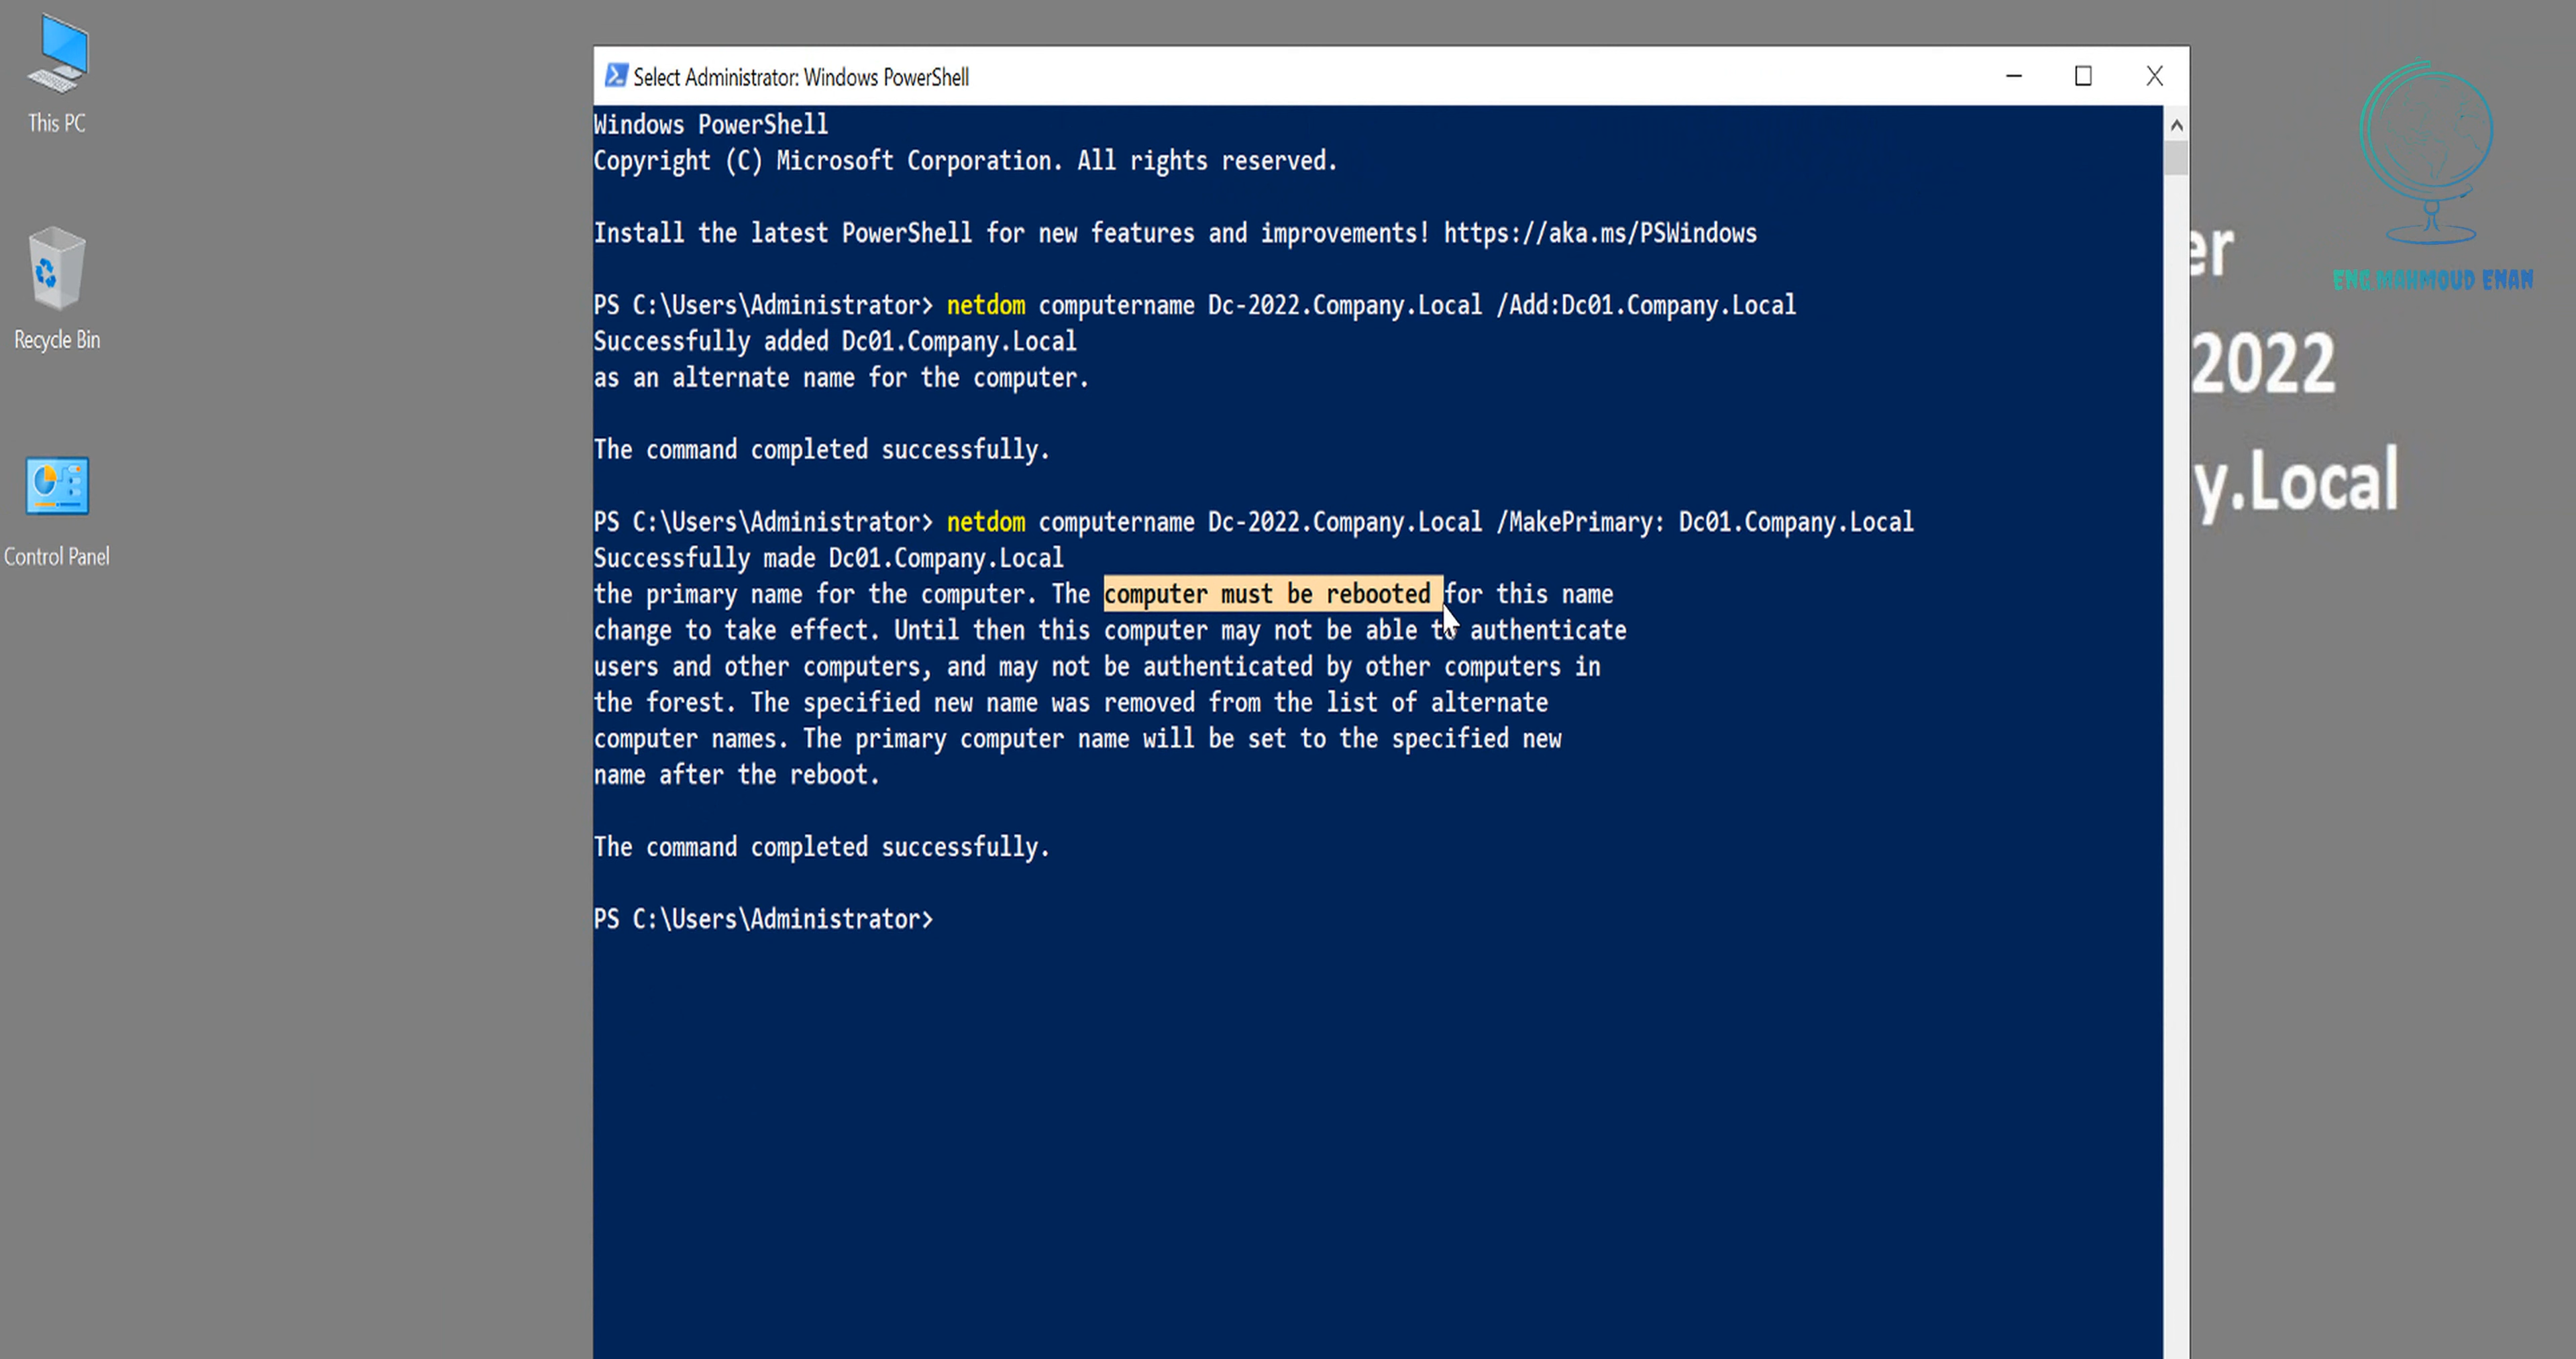 This PC
Recycle Bin
Control Panel
Select Administrator: Windows PowerShell
Windows PowerShell
Copyright (C) Microsoft Corporation. All rights reserved.
Install the latest PowerShell for new features and improvements! https://aka.ms/PSWindows
PS C:\Users\Administrator> netdom computername Dc-2022.Company.Local /Add:Dc01.Company.Local
Successfully added Dc01.Company.Local
as an alternate name for the computer.
The command completed successfully.
PS C:\Users\Administrator> netdom computername Dc-2022.Company.Local /MakePrimary: Dc01.Company.Local
Successfully made Dc01.Company.Local
the primary name for the computer. The computer must be rebooted for this name
change to take effect. Until then this computer may not be able to authenticate
users and other computers, and may not be authenticated by other computers in
the forest. The specified new name was removed from the list of alternate
computer names. The primary computer name will be set to the specified new
name after the reboot.
The command completed successfully.
PS C:\Users\Administrator>
er
2022
y.Local
ENG.MAHMOUD ENAN